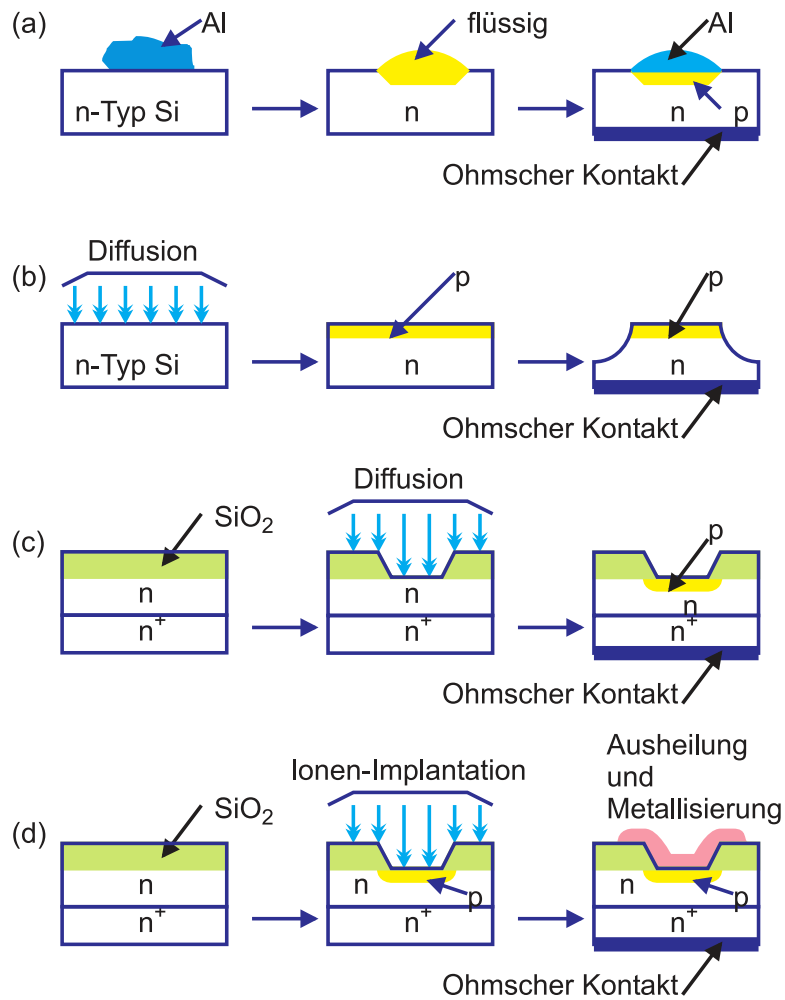 (a)
Al
flüssig
Al
n-Typ Si
n
n
p
Ohmscher Kontakt
(b)
Diffusion
p
p
n-Typ Si
n
n
Ohmscher Kontakt
Diffusion
(c)
SiO₂
p
n
n
n
n⁺
n⁺
n⁺
Ohmscher Kontakt
(d)
SiO₂
Ionen-Implantation
Ausheilung
und
Metallisierung
n
n
p
n
p
n⁺
n⁺
n⁺
Ohmscher Kontakt